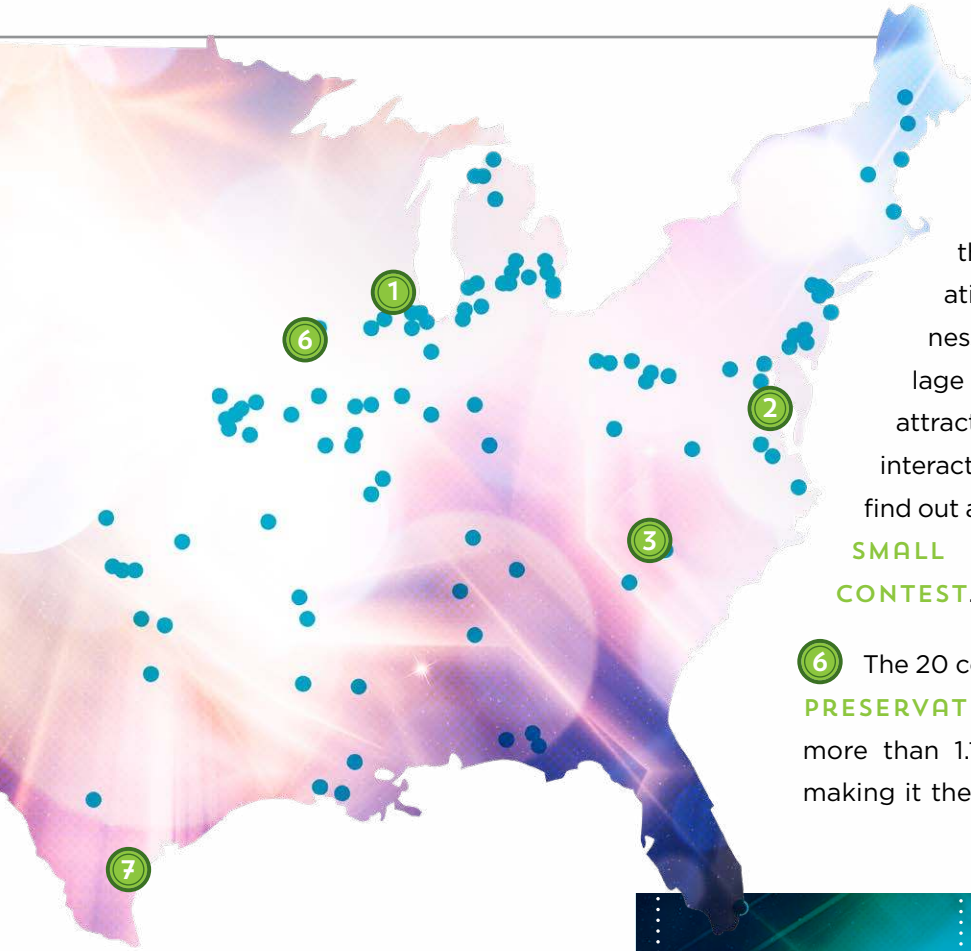 1
6
2
3
7
th
ati
nes
lage
attract
interact
find out a
SMALL
CONTEST
6 The 20 c
PRESERVAT
more than 1.
making it the